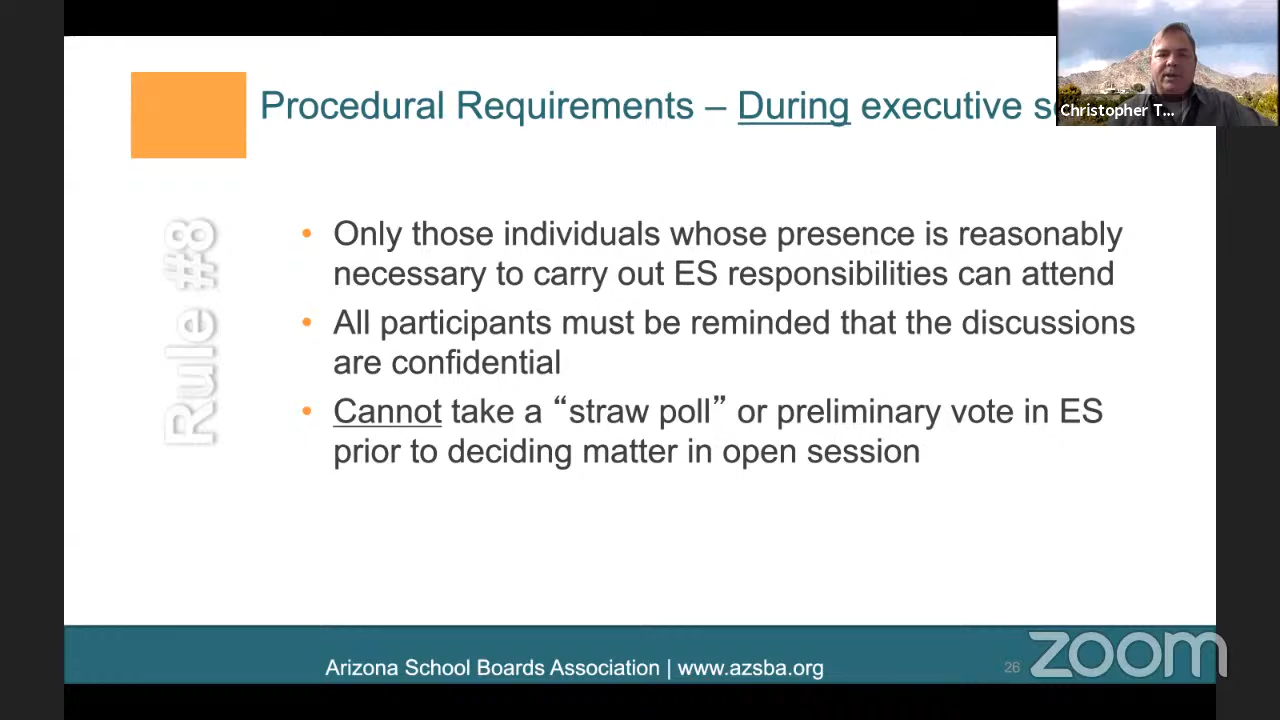 Procedural Requirements – During executive
Christopher T...
Rule #8
• Only those individuals whose presence is reasonably
necessary to carry out ES responsibilities can attend
• All participants must be reminded that the discussions
are confidential
• Cannot take a “straw poll” or preliminary vote in ES
prior to deciding matter in open session
Arizona School Boards Association | www.azsba.org
26
zoom